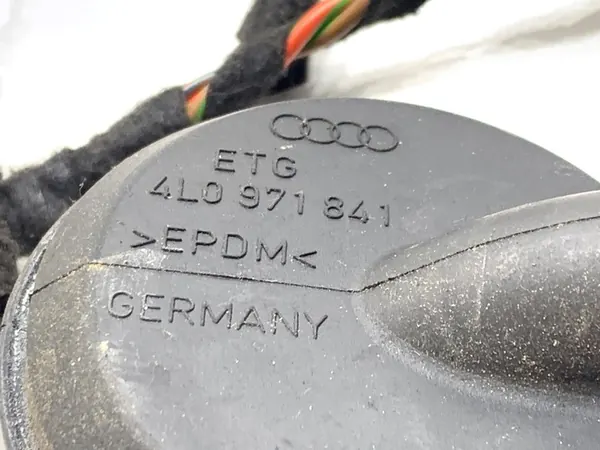 ETG
4L0 971 841
>EPDM<
GERMANY